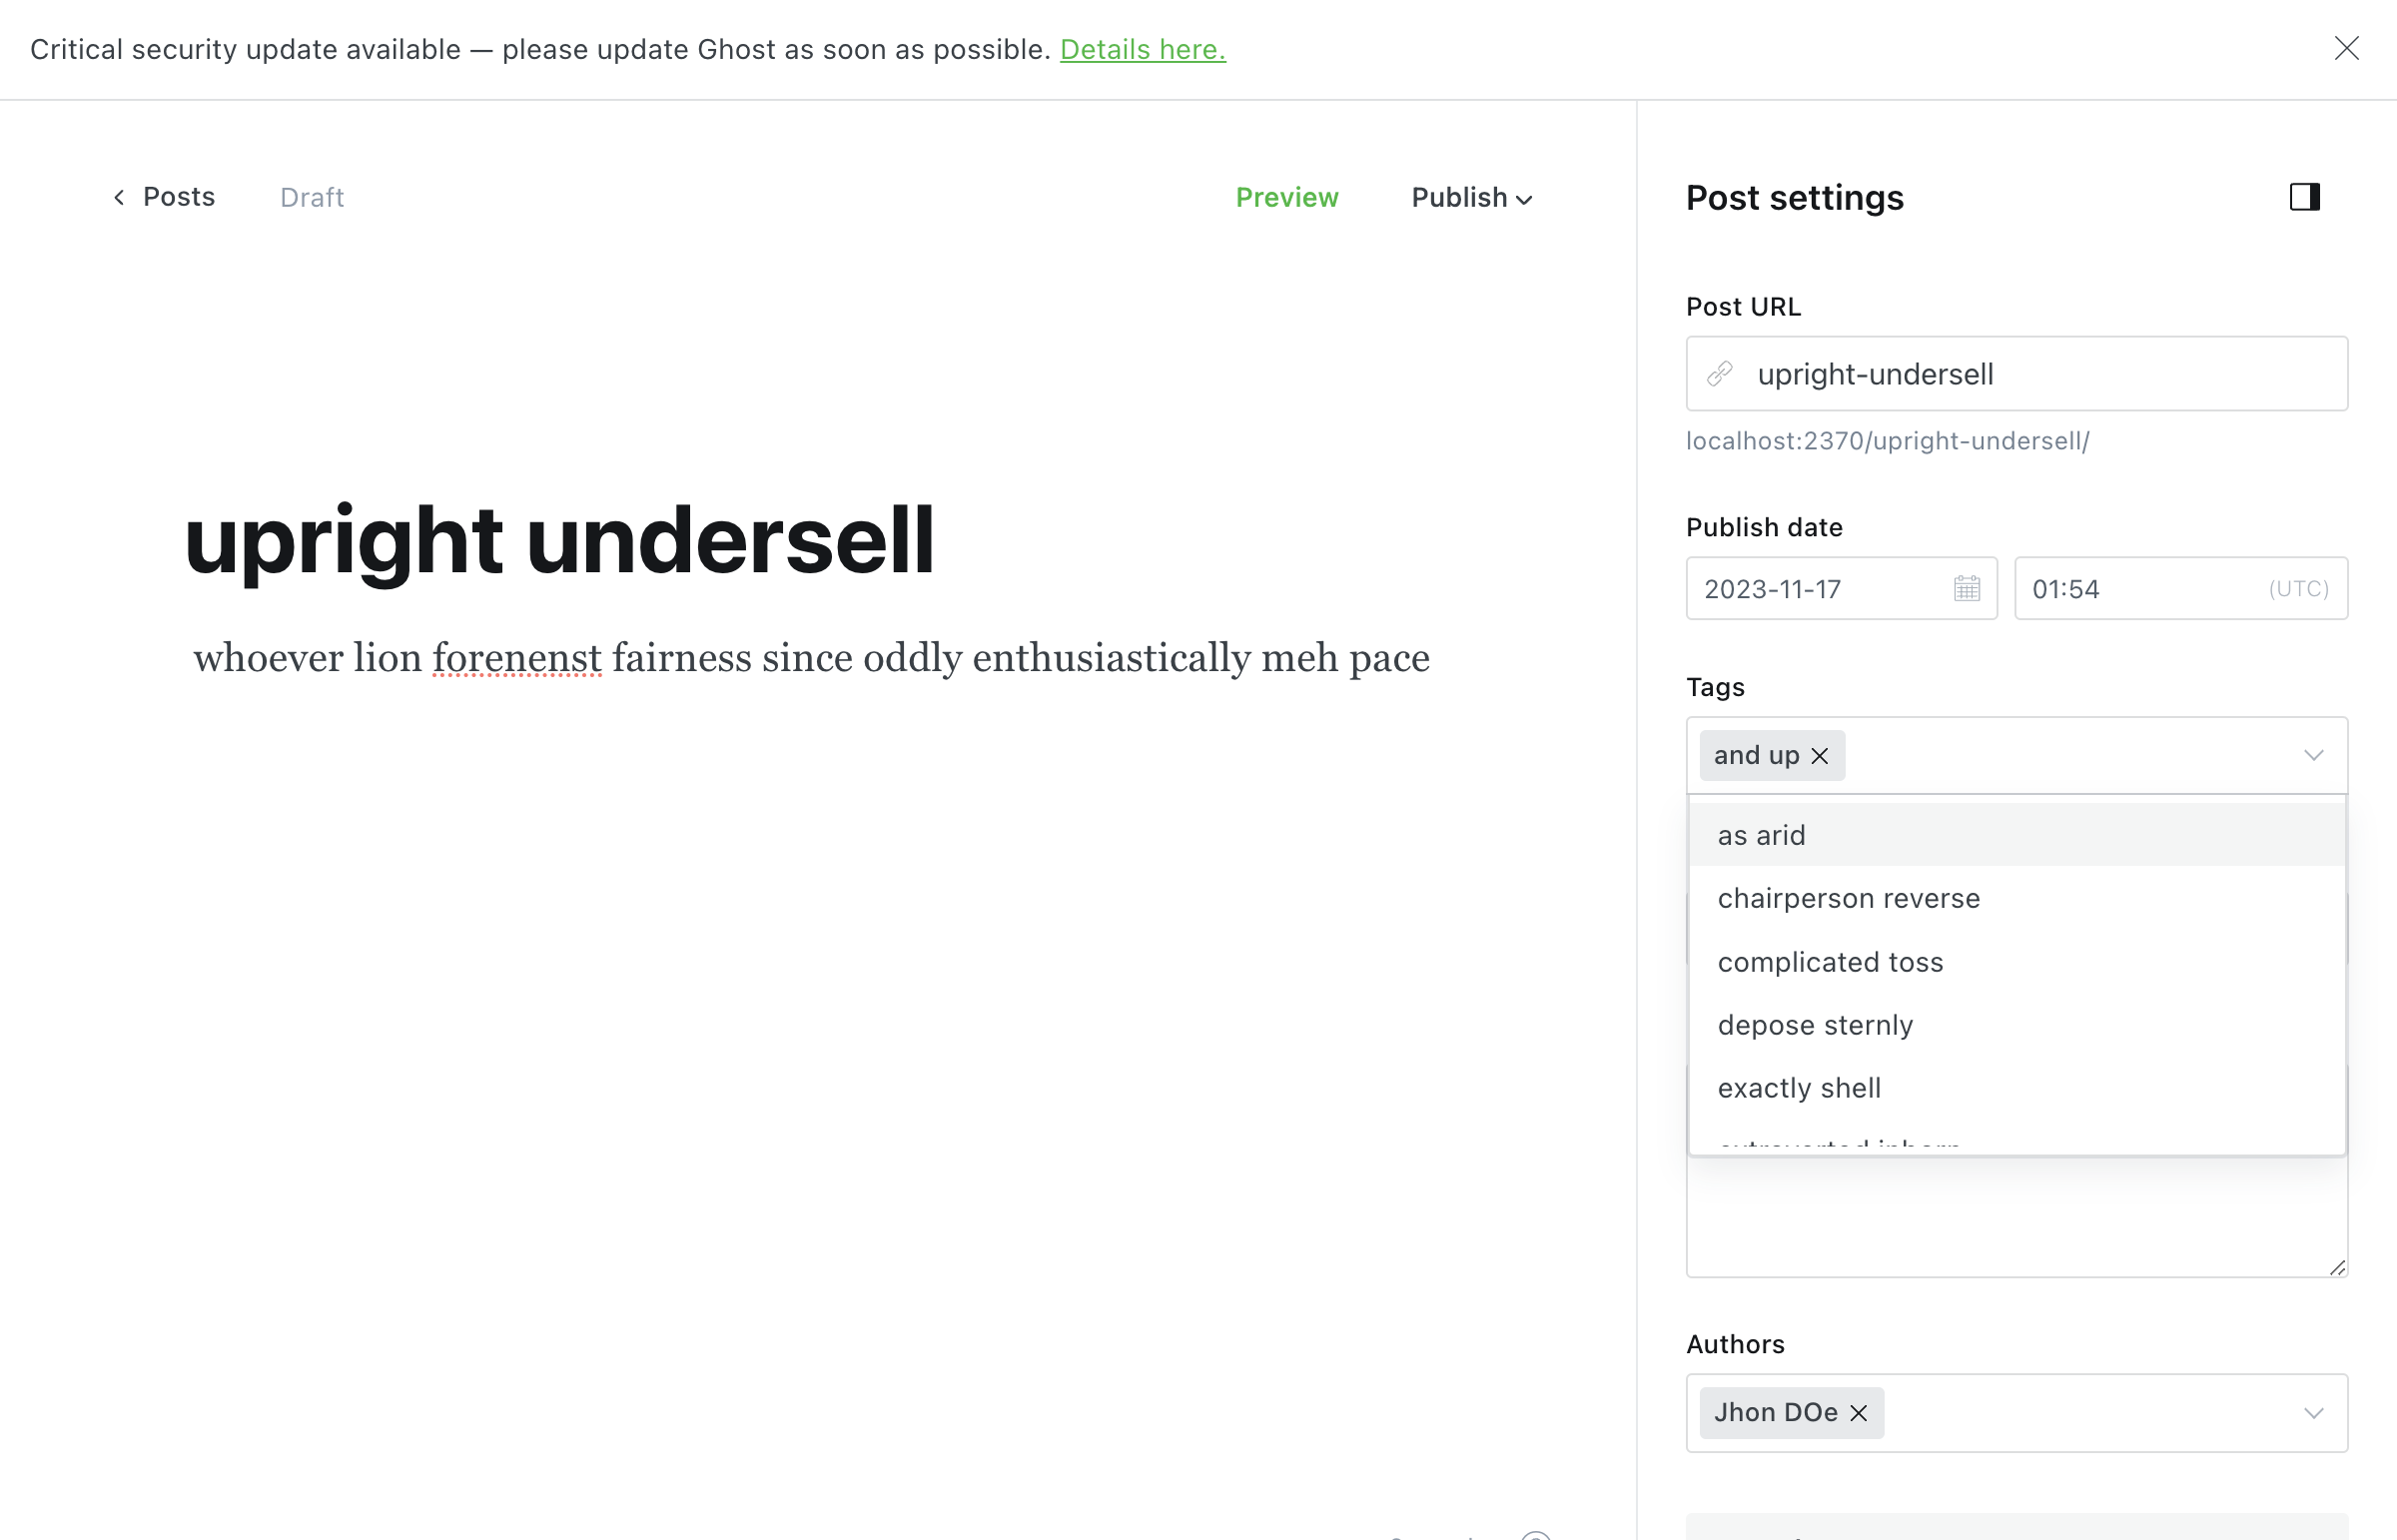 Critical security update available — please update Ghost as soon as possible. Details here.
Posts
Draft
Preview
Publish
Post settings
Post URL
upright-undersell
localhost:2370/upright-undersell/
Publish date
2023-11-17
01:54
(UTC)
upright undersell
whoever lion forenenst fairness since oddly enthusiastically meh pace
Tags
and up
as arid
chairperson reverse
complicated toss
depose sternly
exactly shell
Authors
Jhon DOe